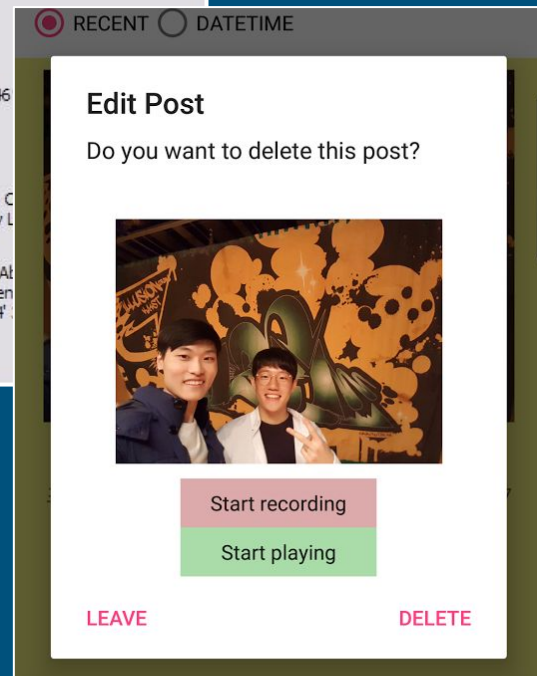 RECENT DATETIME
Edit Post
Do you want to delete this post?
Start recording
Start playing
LEAVE DELETE